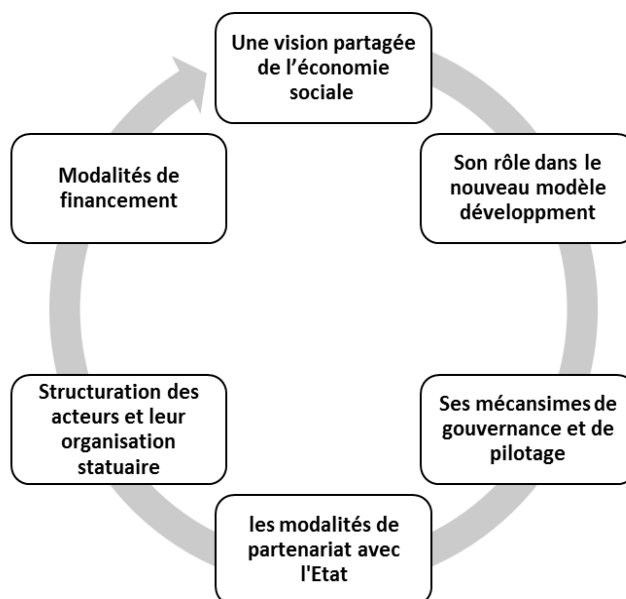 Une vision partagée
de l'économie
sociale
Son rôle dans le
nouveau modèle
développment
Ses mécansimes de
gouvernance et de
pilotage
les modalités de
partenariat avec
l'Etat
Structuration des
acteurs et leur
organisation
statuaire
Modalités de
financement